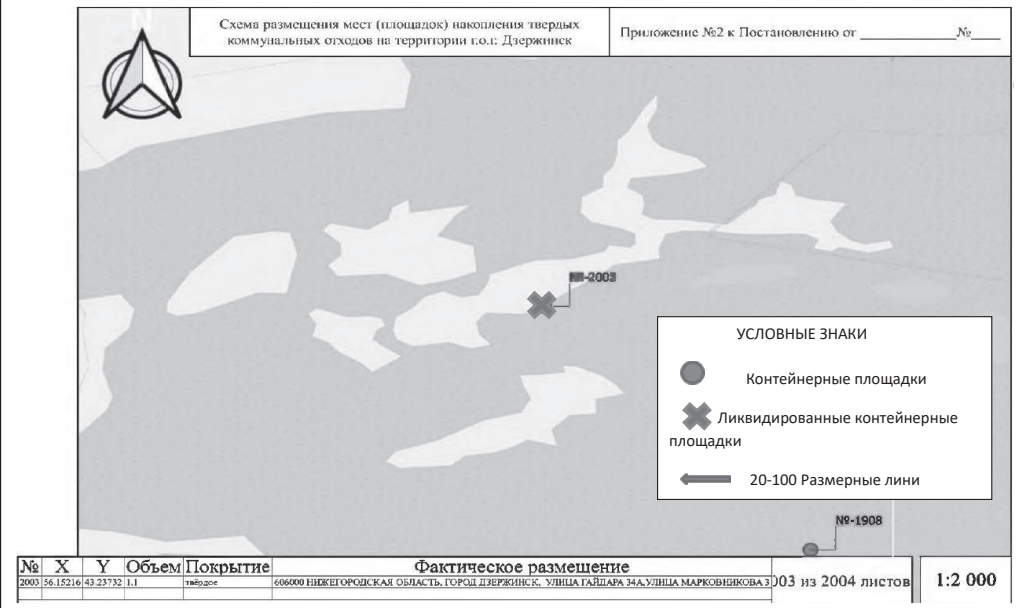 Схема размещения мест (площадок) накопления твердых
коммунальных отходов на территории г.о.г. Дзержинск
Приложение №2 к Постановлению от ____________ №____
N
№-2003
УСЛОВНЫЕ ЗНАКИ
Контейнерные площадки
Ликвидированные контейнерные
площадки
20-100 Размерные лини
№-1908
№ X Y Объем Покрытие Фактическое размещение
2003 56.15216 43.23732 1.1 твёрдое 606000 НИЖЕГОРОДСКАЯ ОБЛАСТЬ, ГОРОД ДЗЕРЖИНСК, УЛИЦА ГАЙДАРА 34А,УЛИЦА МАРКОВНИКОВА 3
003 из 2004 листов
1:2 000